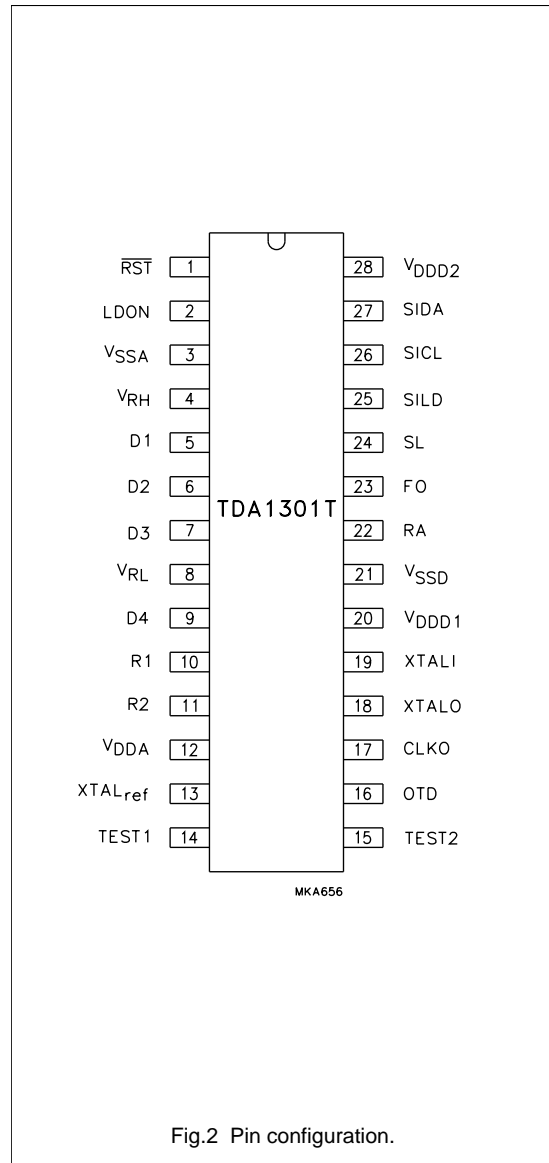 RST 1 28 VDDD2
LDON 2 27 SIDA
VSSA 3 26 SICL
VRH 4 25 SILD
D1 5 24 SL
D2 6 23 FO
TDA1301T
D3 7 22 RA
VRL 8 21 VSSD
D4 9 20 VDDD1
R1 10 19 XTALI
R2 11 18 XTALO
VDDA 12 17 CLKO
XTALref 13 16 OTD
TEST1 14 15 TEST2
MKA656
Fig.2 Pin configuration.